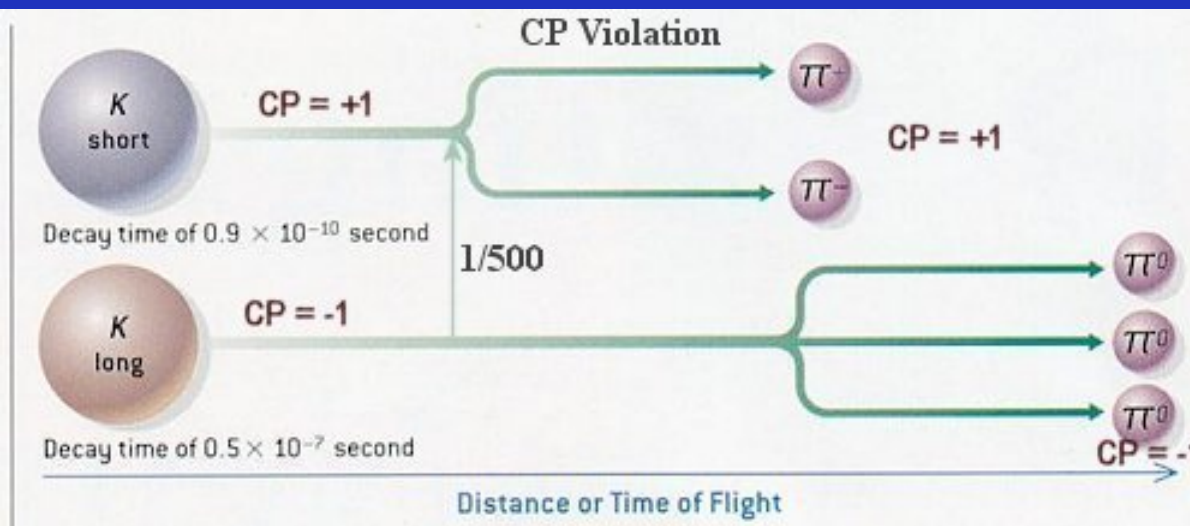 CP Violation
K
short
CP = +1
π+
π−
CP = +1
Decay time of 0.9 × 10⁻¹⁰ second
1/500
K
long
CP = -1
π⁰
π⁰
π⁰
Decay time of 0.5 × 10⁻⁷ second
CP = -
Distance or Time of Flight